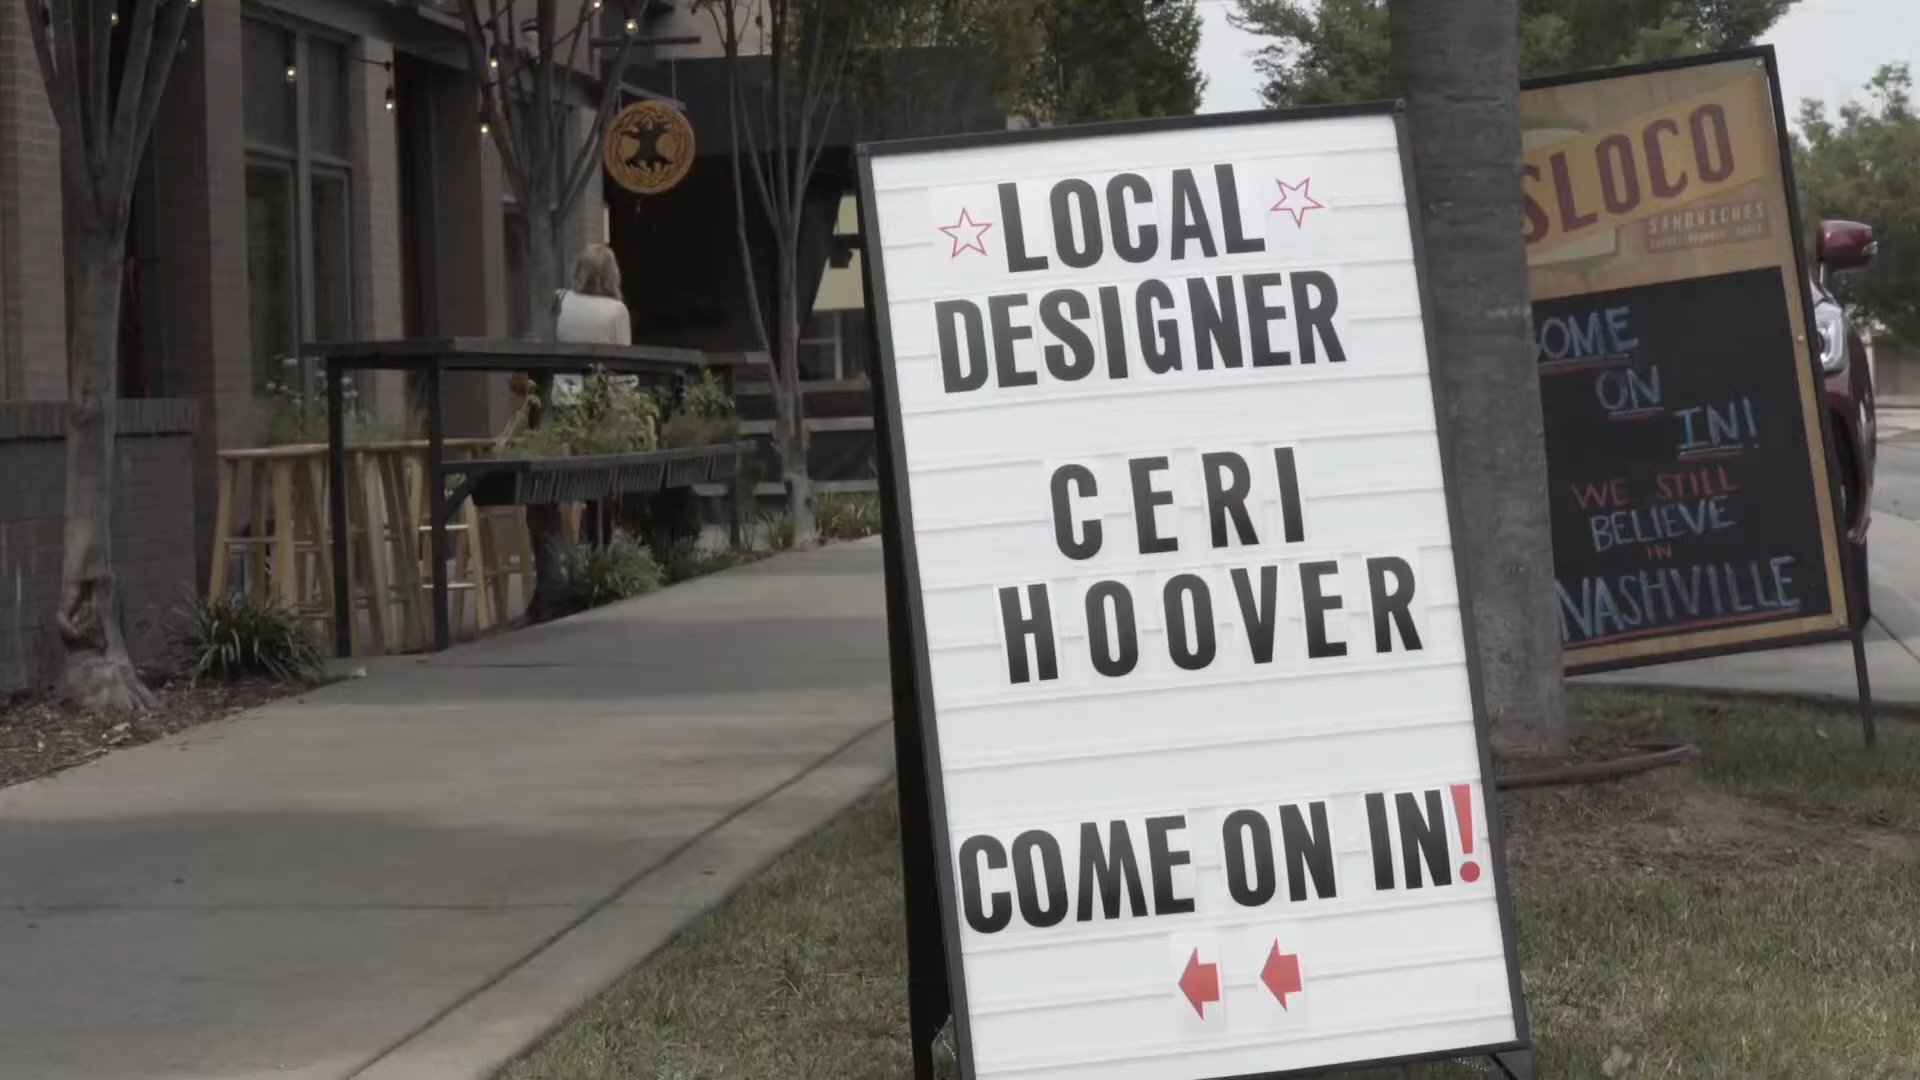 LOCAL
DESIGNER
CERI
HOOVER
COME ON IN!
SLOCO
SANDWICHES
OME
ON
IN!
WE STILL
BELIEVE
IN
NASHVILLE